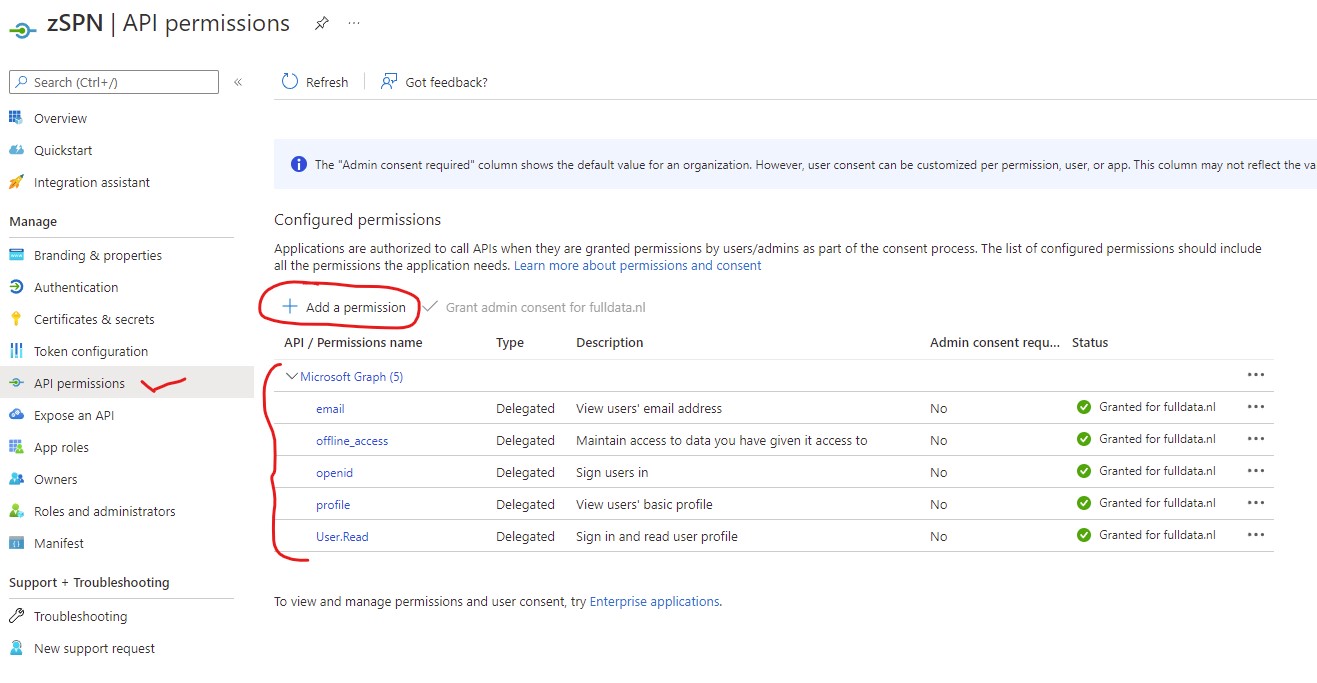 zSPN | API permissions ...
Search (Ctrl+/) «
Refresh Got feedback?
Overview
Quickstart
Integration assistant
Manage
Branding & properties
Authentication
Certificates & secrets
Token configuration
API permissions
Expose an API
App roles
Owners
Roles and administrators
Manifest
Support + Troubleshooting
Troubleshooting
New support request
The "Admin consent required" column shows the default value for an organization. However, user consent can be customized per permission, user, or app. This column may not reflect the va
Configured permissions
Applications are authorized to call APIs when they are granted permissions by users/admins as part of the consent process. The list of configured permissions should include
all the permissions the application needs. Learn more about permissions and consent
Add a permission Grant admin consent for fulldata.nl
API / Permissions name Type Description Admin consent requ... Status
Microsoft Graph (5) ...
email Delegated View users' email address No Granted for fulldata.nl ...
offline_access Delegated Maintain access to data you have given it access to No Granted for fulldata.nl ...
openid Delegated Sign users in No Granted for fulldata.nl ...
profile Delegated View users' basic profile No Granted for fulldata.nl ...
User.Read Delegated Sign in and read user profile No Granted for fulldata.nl ...
To view and manage permissions and user consent, try Enterprise applications.